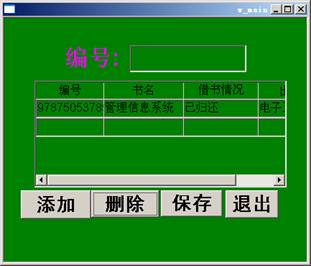 w_main
编号:
编号 书名 借书情况 出
9787505378 管理信息系统 已归还 电子
添加 删除 保存 退出